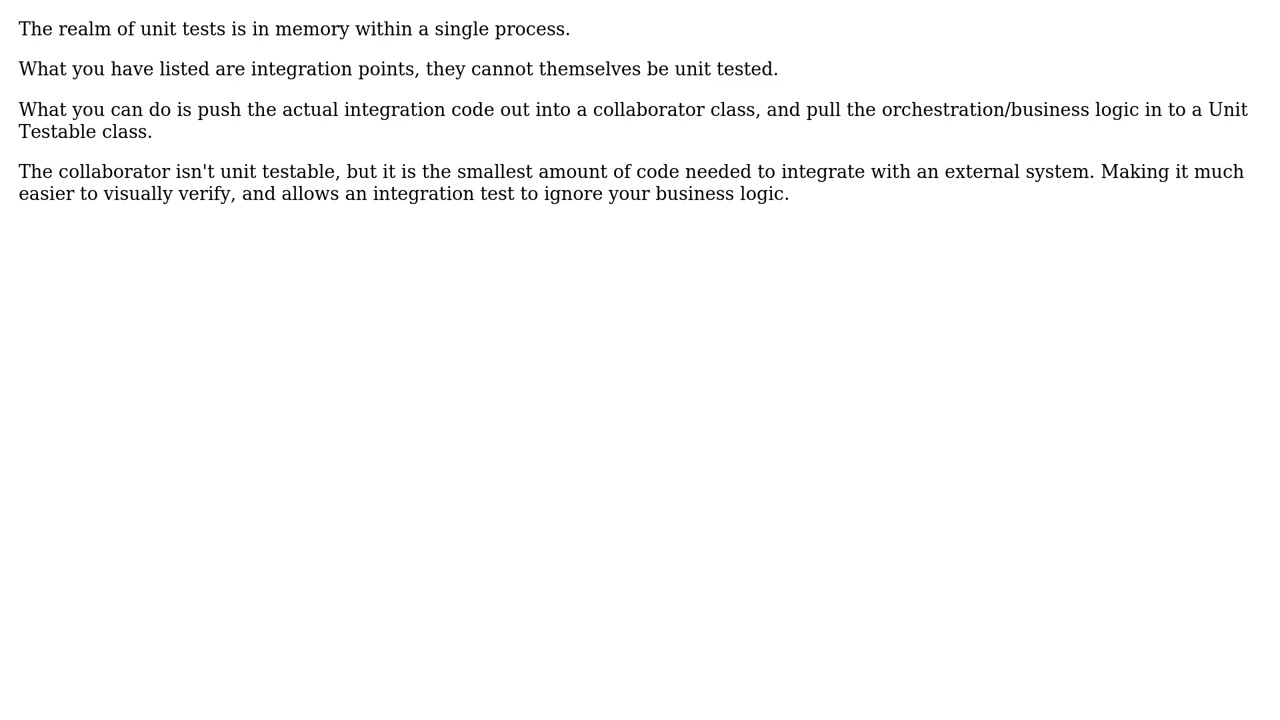 The realm of unit tests is in memory within a single process.
What you have listed are integration points, they cannot themselves be unit tested.
What you can do is push the actual integration code out into a collaborator class, and pull the orchestration/business logic in to a Unit
Testable class.
The collaborator isn't unit testable, but it is the smallest amount of code needed to integrate with an external system. Making it much
easier to visually verify, and allows an integration test to ignore your business logic.